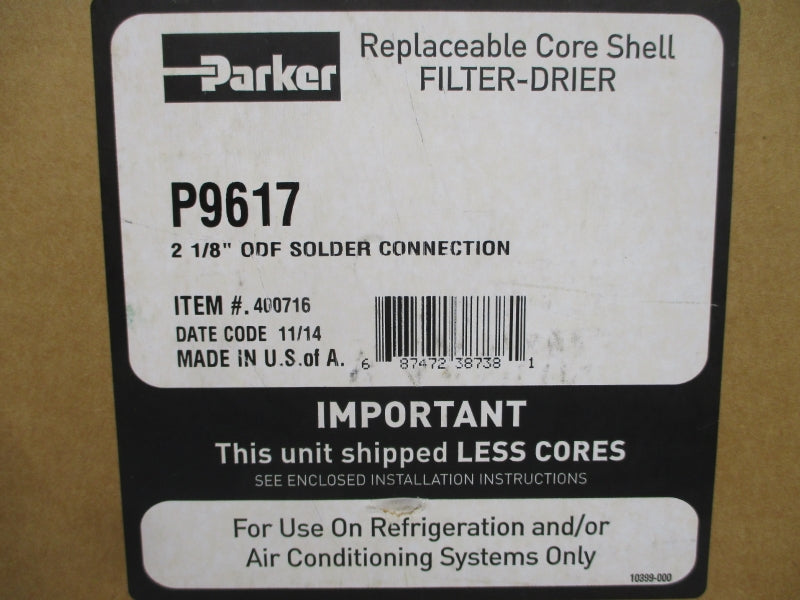 Parker
Replaceable Core Shell
FILTER-DRIER
P9617
2 1/8" ODF SOLDER CONNECTION
ITEM #. 400716
DATE CODE 11/14
MADE IN U.S.of A.
6 87472 38738 1
IMPORTANT
This unit shipped LESS CORES
SEE ENCLOSED INSTALLATION INSTRUCTIONS
For Use On Refrigeration and/or
Air Conditioning Systems Only
10399-000